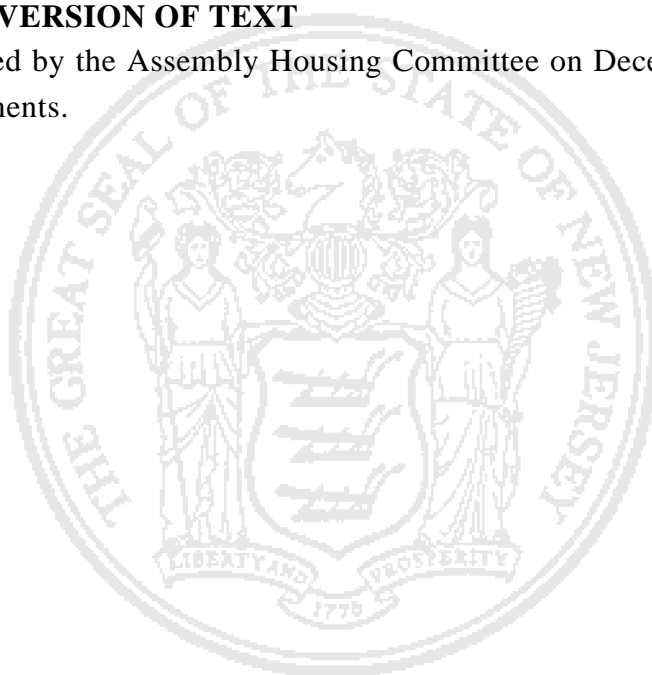 VERSION OF TEXT
ed by the Assembly Housing Committee on Dece
nents.
THE GREAT SEAL OF THE STATE OF NEW JERSEY
LIBERTY AND PROSPERITY
1776